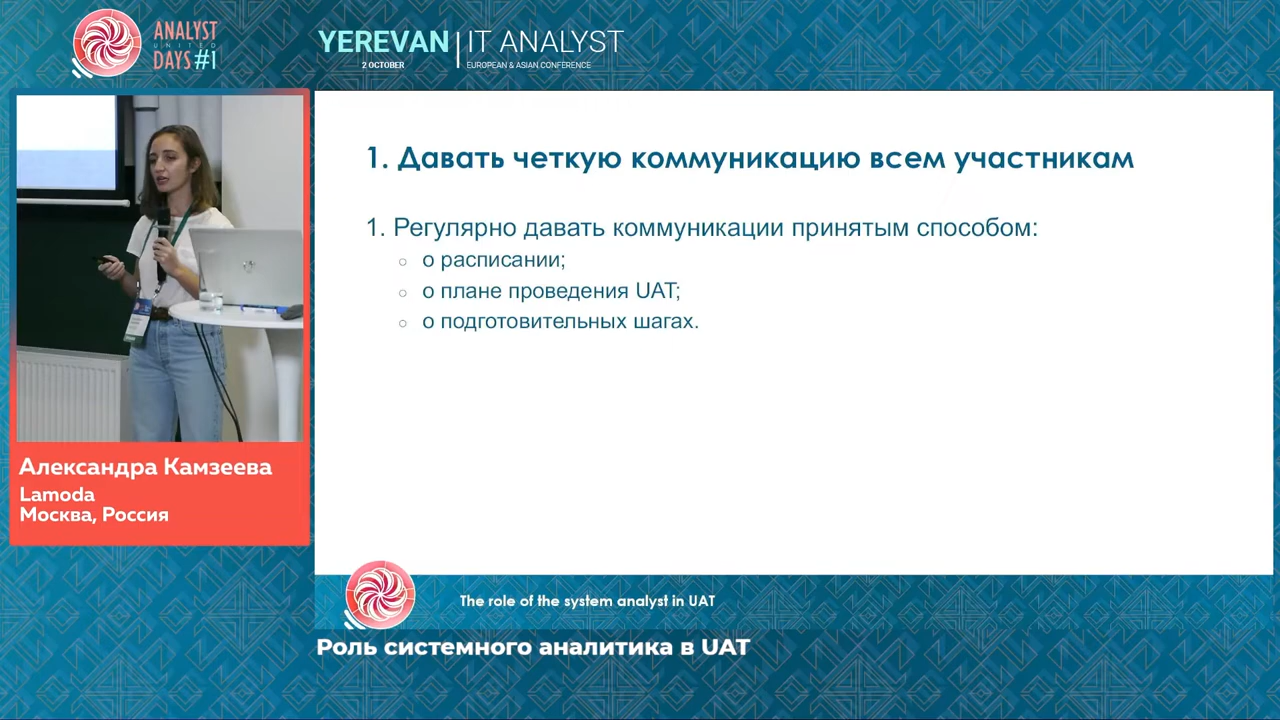 ANALYST
UNITED
DAYS #1
YEREVAN
2 OCTOBER
IT ANALYST
EUROPEAN & ASIAN CONFERENCE
1. Давать четкую коммуникацию всем участникам
1. Регулярно давать коммуникации принятым способом:
○ о расписании;
○ о плане проведения UAT;
○ о подготовительных шагах.
Александра Камзеева
Lamoda
Москва, Россия
The role of the system analyst in UAT
Роль системного аналитика в UAT